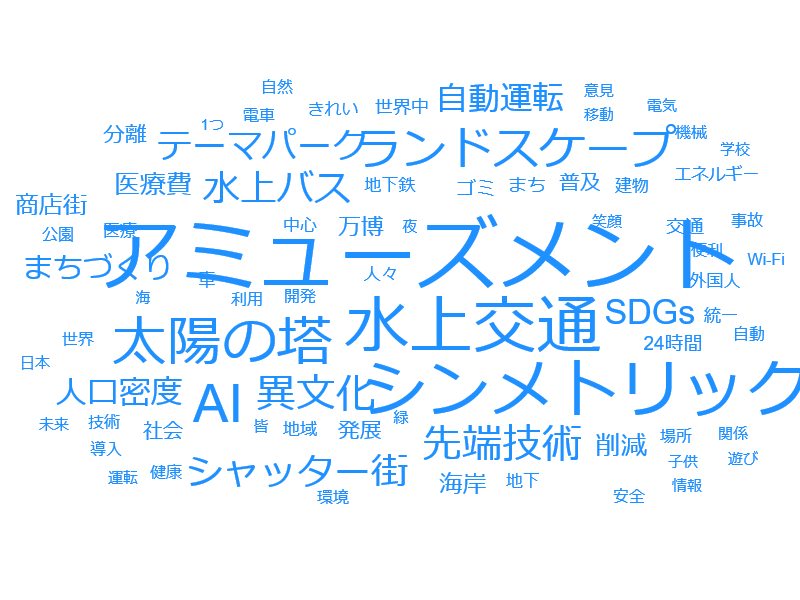 自然
電車
きれい
世界中
自動運転
意見
移動
電気
分離
1つ
テーマパーク
ランドスケープ
機械
学校
医療費
水上バス
地下鉄
ゴミ
まち
普及
建物
エネルギー
商店街
公園
医療
中心
万博
夜
笑顔
交通
事故
アミューズメント
便利
Wi-Fi
まちづくり
車
人々
外国人
海
利用
開発
水上交通
SDGs
統一
世界
太陽の塔
24時間
自動
日本
人口密度
AI
異文化
シンメトリック
未来
技術
社会
皆
地域
発展
緑
先端技術
削減
場所
関係
導入
運転
健康
シャッター街
海岸
地下
子供
遊び
情報
環境
安全